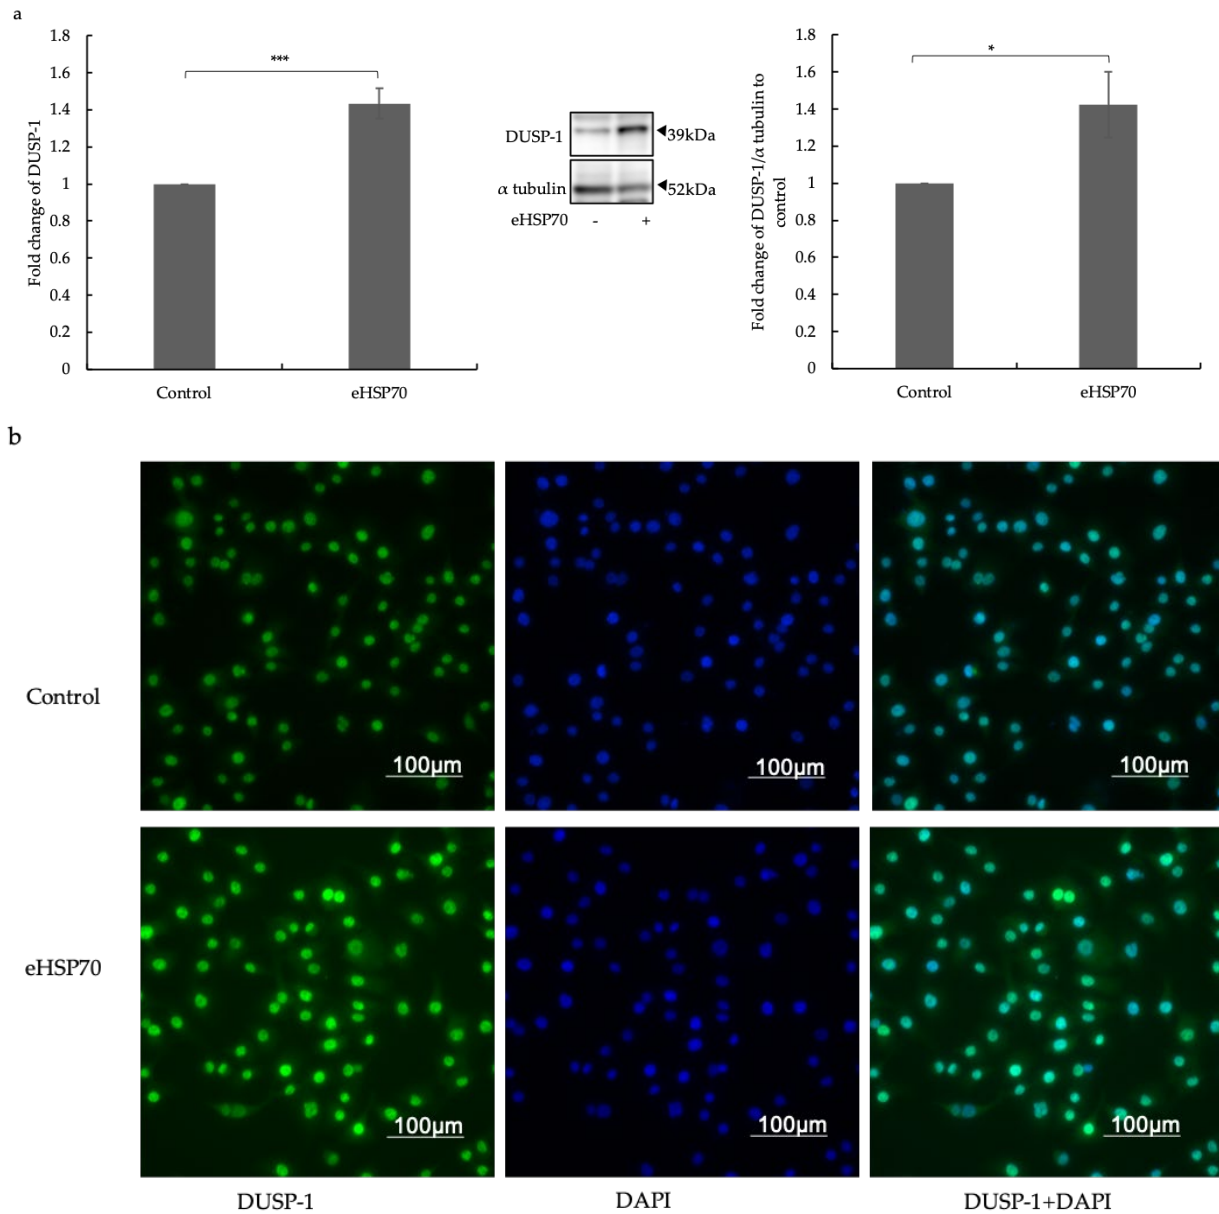 a
1.8
1.6
1.4
1.2
1
0.8
0.6
0.4
0.2
0
Fold change of DUSP-1
***
Control
eHSP70
DUSP-1
39kDa
α tubulin
52kDa
eHSP70 - +
1.8
1.6
1.4
1.2
1
0.8
0.6
0.4
0.2
0
Fold change of DUSP-1/α tubulin to
control
*
Control
eHSP70
b
Control
100µm
100µm
100µm
eHSP70
100µm
100µm
100µm
DUSP-1
DAPI
DUSP-1+DAPI